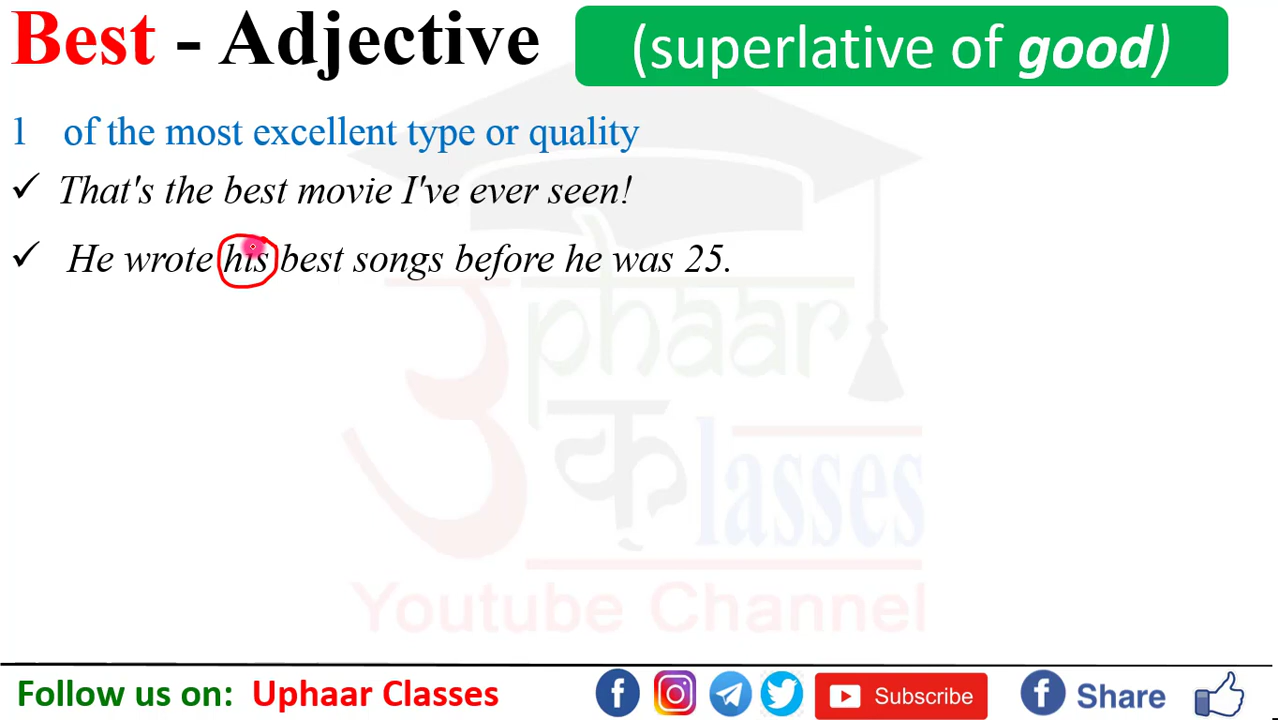 Best - Adjective (superlative of good)
1 of the most excellent type or quality
✓ That's the best movie I've ever seen!
✓ He wrote his best songs before he was 25.
उphaar
कlasses
Youtube Channel
Follow us on: Uphaar Classes Subscribe Share